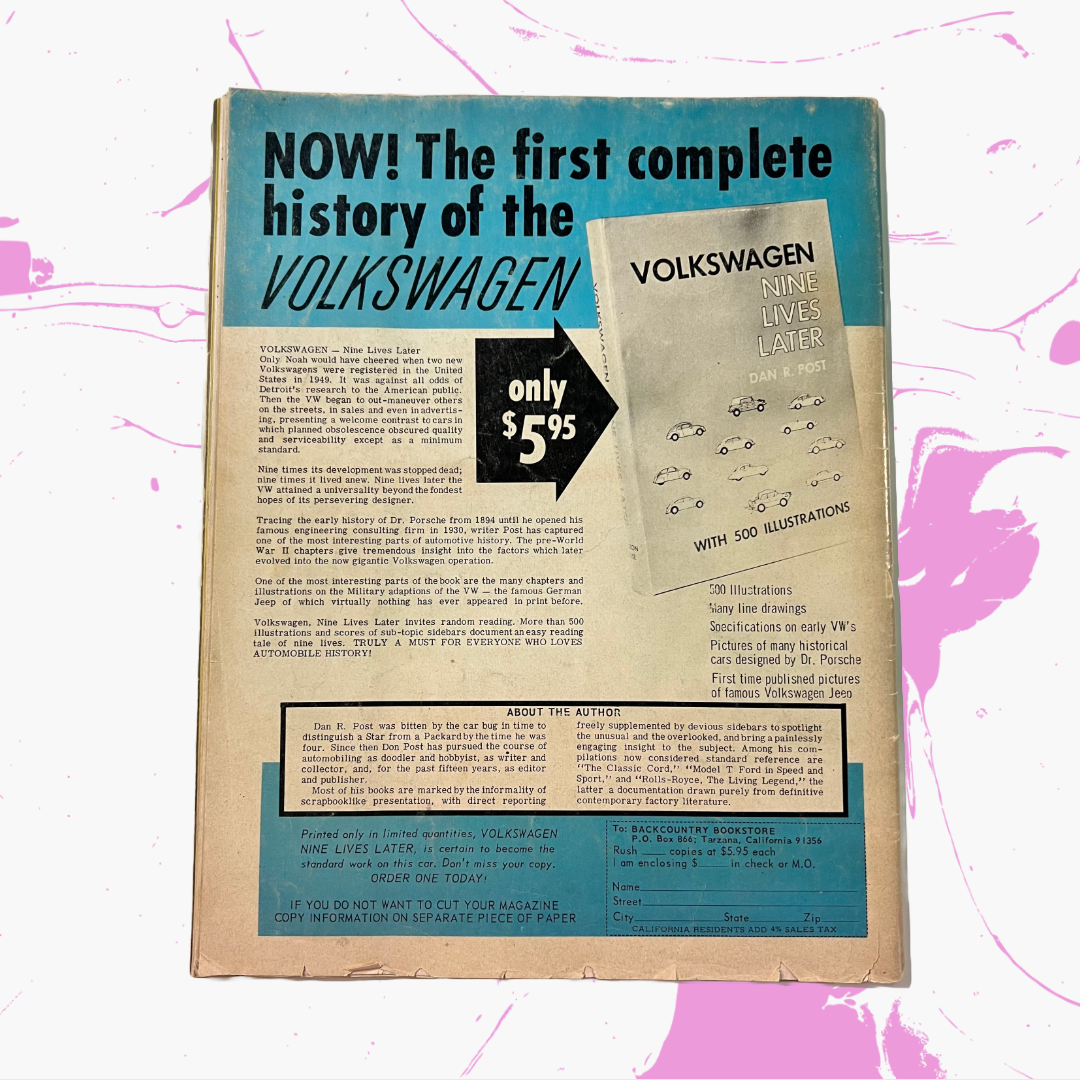 NOW! The first complete
history of the
VOLKSWAGEN
VOLKSWAGEN
NINE
LIVES
LATER
DAN R. POST
WITH 500 ILLUSTRATIONS
VOLKSWAGEN
only
$5.95
VOLKSWAGEN — Nine Lives Later
Only Noah would have cheered when two new
Volkswagens were registered in the United
States in 1949. It was against all odds of
Detroit's research to the American public.
Then the VW began to out-maneuver others
on the streets, in sales and even in advertis-
ing, presenting a welcome contrast to cars in
which planned obsolescence obscured quality
and serviceability except as a minimum
standard.
Nine times its development was stopped dead;
nine times it lived anew. Nine lives later the
VW attained a universality beyond the fondest
hopes of its persevering designer.
Tracing the early history of Dr. Porsche from 1894 until he opened his
famous engineering consulting firm in 1930, writer Post has captured
one of the most interesting parts of automotive history. The pre-World
War II chapters give tremendous insight into the factors which later
evolved into the now gigantic Volkswagen operation.
One of the most interesting parts of the book are the many chapters and
illustrations on the Military adaptions of the VW — the famous German
Jeep of which virtually nothing has ever appeared in print before.
Volkswagen, Nine Lives Later invites random reading. More than 500
illustrations and scores of sub-topic sidebars document an easy reading
tale of nine lives. TRULY A MUST FOR EVERYONE WHO LOVES
AUTOMOBILE HISTORY!
500 Illustrations
Many line drawings
Specifications on early VW's
Pictures of many historical
cars designed by Dr. Porsche
First time published pictures
of famous Volkswagen Jeep
ABOUT THE AUTHOR
Dan R. Post was bitten by the car bug in time to
distinguish a Star from a Packard by the time he was
four. Since then Don Post has pursued the course of
automobiling as doodler and hobbyist, as writer and
collector, and, for the past fifteen years, as editor
and publisher.
Most of his books are marked by the informality of
scrapbooklike presentation, with direct reporting
freely supplemented by devious sidebars to spotlight
the unusual and the overlooked, and bring a painlessly
engaging insight to the subject. Among his com-
pilations now considered standard reference are
"The Classic Cord," "Model T Ford in Speed and
Sport," and "Rolls-Royce, The Living Legend," the
latter a documentation drawn purely from definitive
contemporary factory literature.
Printed only in limited quantities, VOLKSWAGEN
NINE LIVES LATER, is certain to become the
standard work on this car. Don't miss your copy.
ORDER ONE TODAY!
IF YOU DO NOT WANT TO CUT YOUR MAGAZINE
COPY INFORMATION ON SEPARATE PIECE OF PAPER
To: BACKCOUNTRY BOOKSTORE
P.O. Box 866; Tarzana, California 91356
Rush ____ copies at $5.95 each
I am enclosing $____ in check or M.O.
Name
Street
City State Zip
CALIFORNIA RESIDENTS ADD 4% SALES TAX